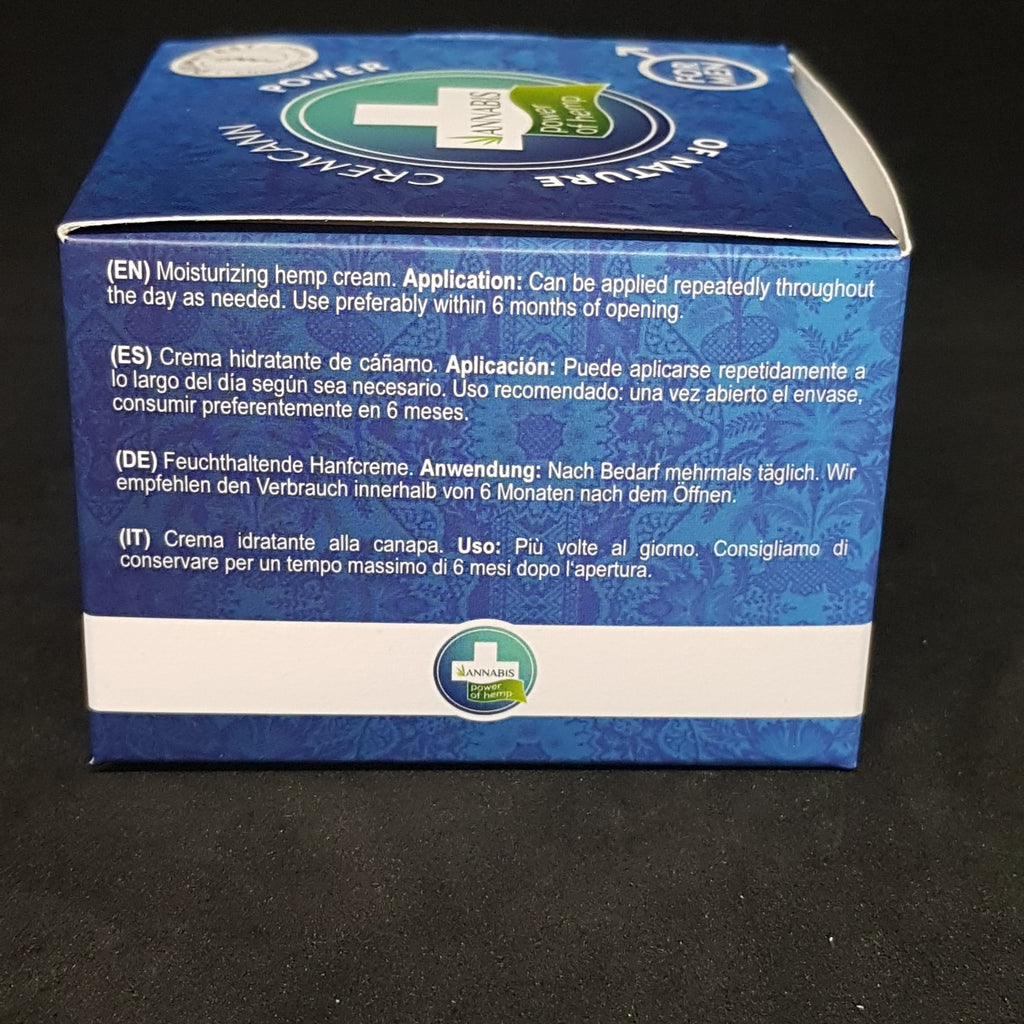 POWER
OF NATURE
CREMCANN
FOR
MEN
ANNABIS
power
of hemp
(EN) Moisturizing hemp cream. Application: Can be applied repeatedly throughout
the day as needed. Use preferably within 6 months of opening.
(ES) Crema hidratante de cáñamo. Aplicación: Puede aplicarse repetidamente a
lo largo del día según sea necesario. Uso recomendado: una vez abierto el envase,
consumir preferentemente en 6 meses.
(DE) Feuchthaltende Hanfcreme. Anwendung: Nach Bedarf mehrmals täglich. Wir
empfehlen den Verbrauch innerhalb von 6 Monaten nach dem Öffnen.
(IT) Crema idratante alla canapa. Uso: Più volte al giorno. Consigliamo di
conservare per un tempo massimo di 6 mesi dopo l'apertura.
ANNABIS
power
of hemp